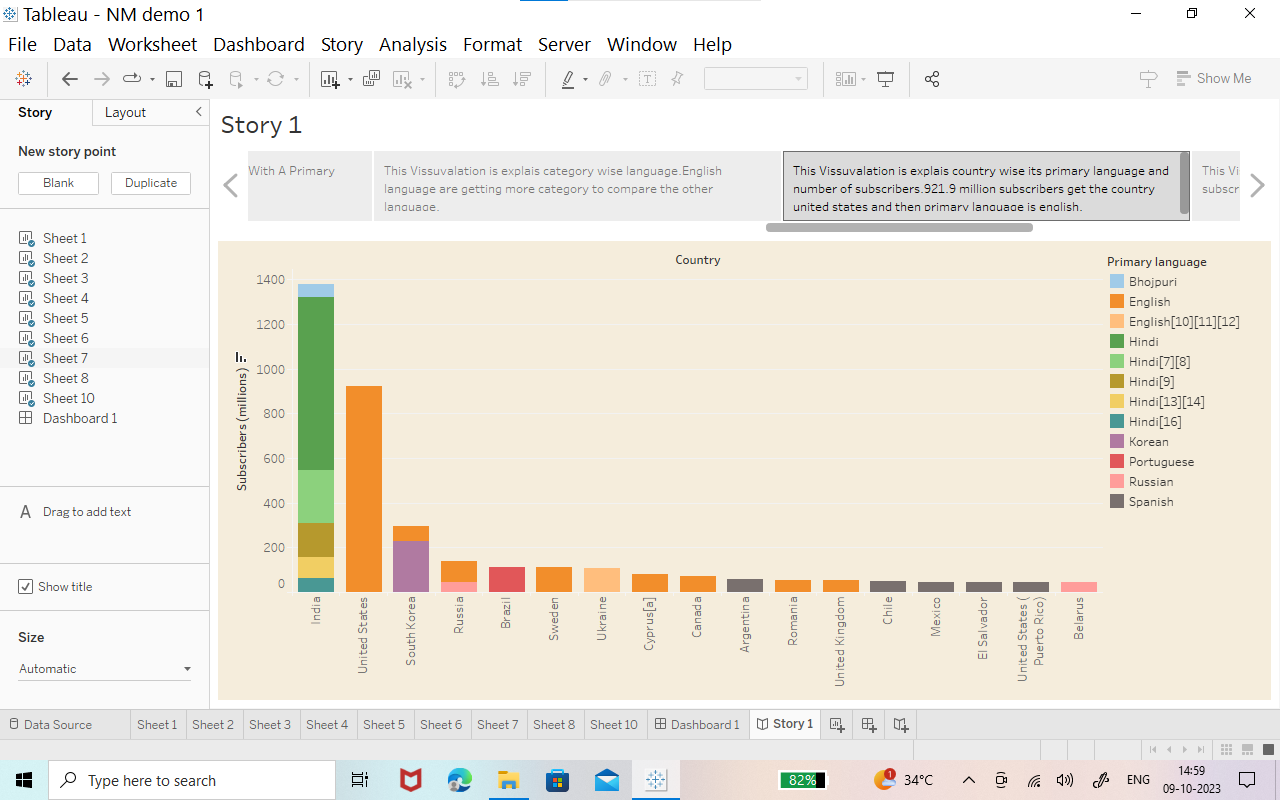 Tableau - NM demo 1
File Data Worksheet Dashboard Story Analysis Format Server Window Help
Show Me
Story Layout
New story point
Blank Duplicate
Sheet 1
Sheet 2
Sheet 3
Sheet 4
Sheet 5
Sheet 6
Sheet 7
Sheet 8
Sheet 10
Dashboard 1
A Drag to add text
Show title
Size
Automatic
Story 1
With A Primary
This Vissuvalation is explais category wise language.English
language are getting more category to compare the other
language.
This Vissuvalation is explais country wise its primary language and
number of subscribers.921.9 million subscribers get the country
united states and then primary language is english.
This Vi
subscr
Country
Subscribers (millions)
1400
1200
1000
800
600
400
200
0
India
United States
South Korea
Russia
Brazil
Sweden
Ukraine
Cyprus[a]
Canada
Argentina
Romania
United Kingdom
Chile
Mexico
El Salvador
United States (
Puerto Rico)
Belarus
Primary language
Bhojpuri
English
English[10][11][12]
Hindi
Hindi[7][8]
Hindi[9]
Hindi[13][14]
Hindi[16]
Korean
Portuguese
Russian
Spanish
Data Source Sheet 1 Sheet 2 Sheet 3 Sheet 4 Sheet 5 Sheet 6 Sheet 7 Sheet 8 Sheet 10 Dashboard 1 Story 1
Type here to search
82%
1
34°C
ENG
14:59
09-10-2023